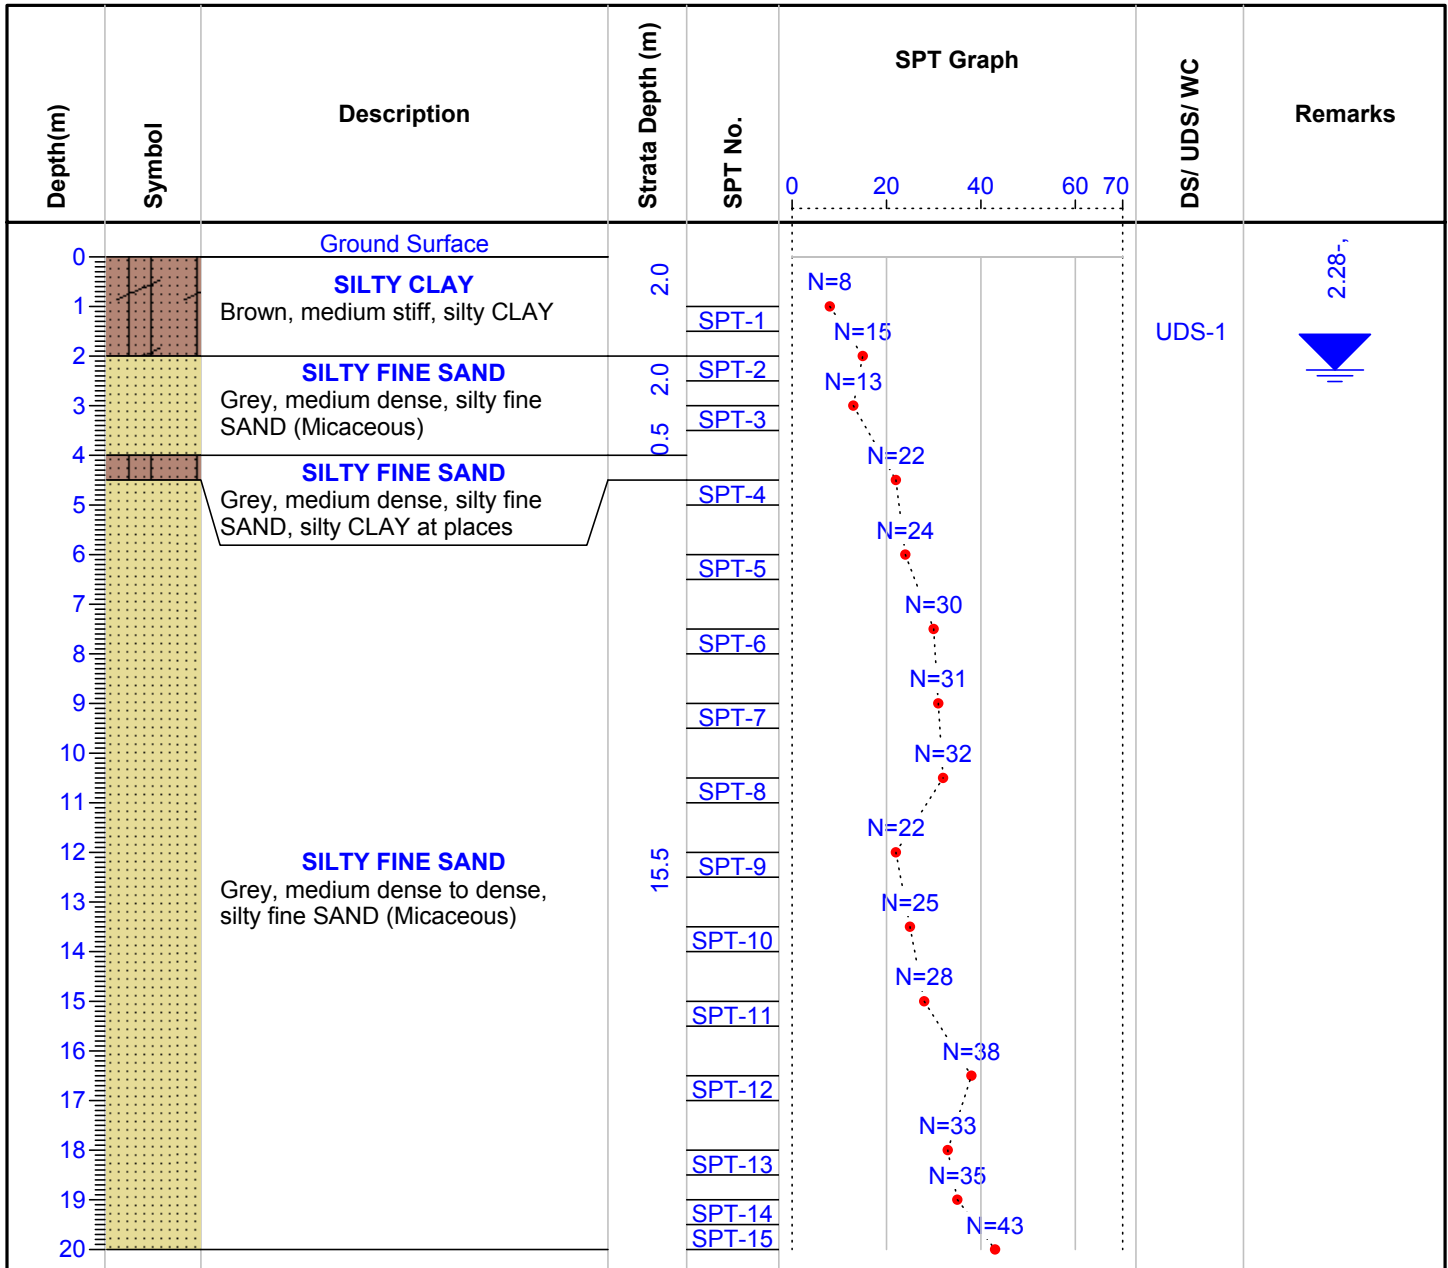 Depth(m)
Symbol
Description
Strata Depth (m)
SPT No.
SPT Graph
0 20 40 60 70
DS/ UDS/ WC
Remarks
Ground Surface
0
1
2
3
4
5
6
7
8
9
10
11
12
13
14
15
16
17
18
19
20
SILTY CLAY
Brown, medium stiff, silty CLAY
SILTY FINE SAND
Grey, medium dense, silty fine
SAND (Micaceous)
SILTY FINE SAND
Grey, medium dense, silty fine
SAND, silty CLAY at places
SILTY FINE SAND
Grey, medium dense to dense,
silty fine SAND (Micaceous)
2.0
2.0
0.5
15.5
SPT-1
SPT-2
SPT-3
SPT-4
SPT-5
SPT-6
SPT-7
SPT-8
SPT-9
SPT-10
SPT-11
SPT-12
SPT-13
SPT-14
SPT-15
N=8
N=15
N=13
N=22
N=24
N=30
N=31
N=32
N=22
N=25
N=28
N=38
N=33
N=35
N=43
UDS-1
2.28-,